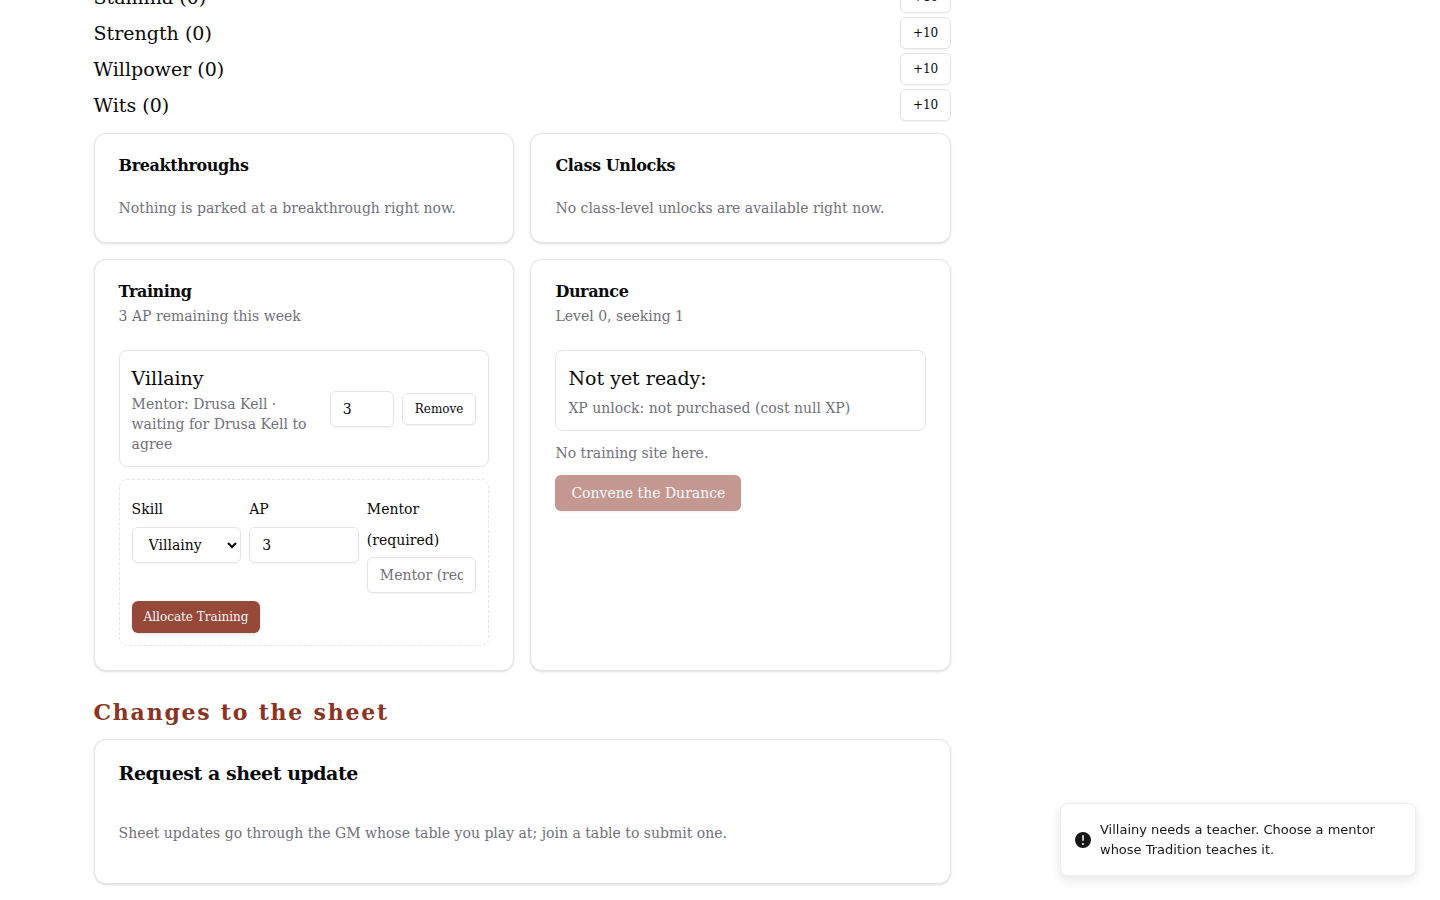 Strength (0)
+10
Willpower (0)
+10
Wits (0)
+10
Breakthroughs
Nothing is parked at a breakthrough right now.
Class Unlocks
No class-level unlocks are available right now.
Training
3 AP remaining this week
Villainy
Mentor: Drusa Kell ·
waiting for Drusa Kell to
agree
3
Remove
Skill
AP
Mentor
(required)
Villainy
3
Mentor (req
Allocate Training
Durance
Level 0, seeking 1
Not yet ready:
XP unlock: not purchased (cost null XP)
No training site here.
Convene the Durance
Changes to the sheet
Request a sheet update
Sheet updates go through the GM whose table you play at; join a table to submit one.
Villainy needs a teacher. Choose a mentor
whose Tradition teaches it.